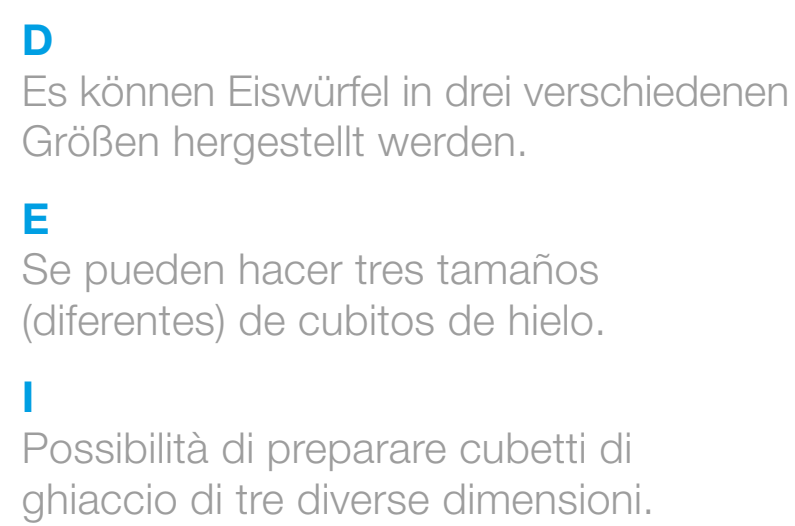 D
Es können Eiswürfel in drei verschiedenen
Größen hergestellt werden.
E
Se pueden hacer tres tamaños
(diferentes) de cubitos de hielo.
I
Possibilità di preparare cubetti di
ghiaccio di tre diverse dimensioni.